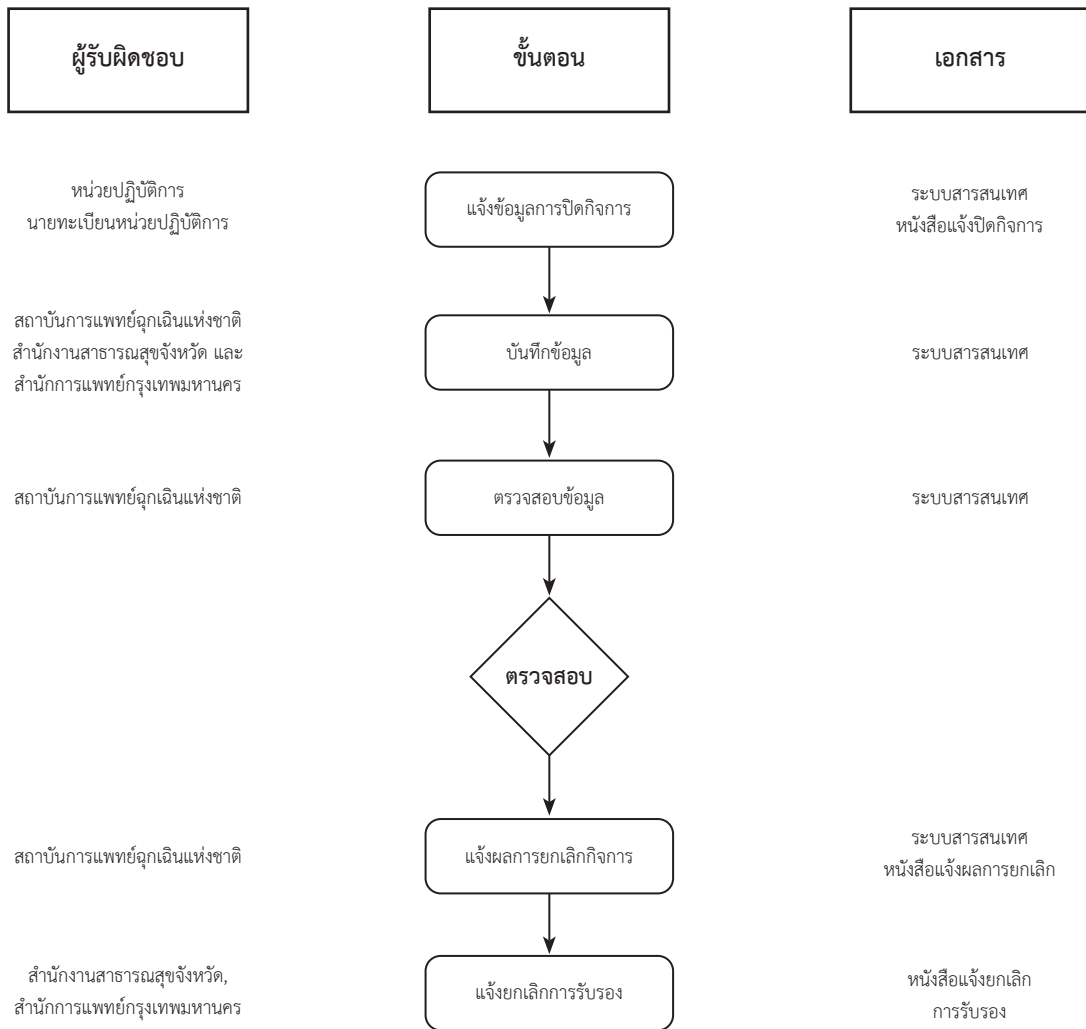 ผู้รับผิดชอบ
ขั้นตอน
เอกสาร
หน่วยปฏิบัติการ
นายทะเบียนหน่วยปฏิบัติการ
แจ้งข้อมูลการปิดกิจการ
ระบบสารสนเทศ
หนังสือแจ้งปิดกิจการ
สถาบันการแพทย์ฉุกเฉินแห่งชาติ
สำนักงานสาธารณสุขจังหวัด และ
สำนักการแพทย์กรุงเทพมหานคร
บันทึกข้อมูล
ระบบสารสนเทศ
สถาบันการแพทย์ฉุกเฉินแห่งชาติ
ตรวจสอบข้อมูล
ระบบสารสนเทศ
ตรวจสอบ
สถาบันการแพทย์ฉุกเฉินแห่งชาติ
แจ้งผลการยกเลิกกิจการ
ระบบสารสนเทศ
หนังสือแจ้งผลการยกเลิก
สำนักงานสาธารณสุขจังหวัด,
สำนักการแพทย์กรุงเทพมหานคร
แจ้งยกเลิกการรับรอง
หนังสือแจ้งยกเลิก
การรับรอง